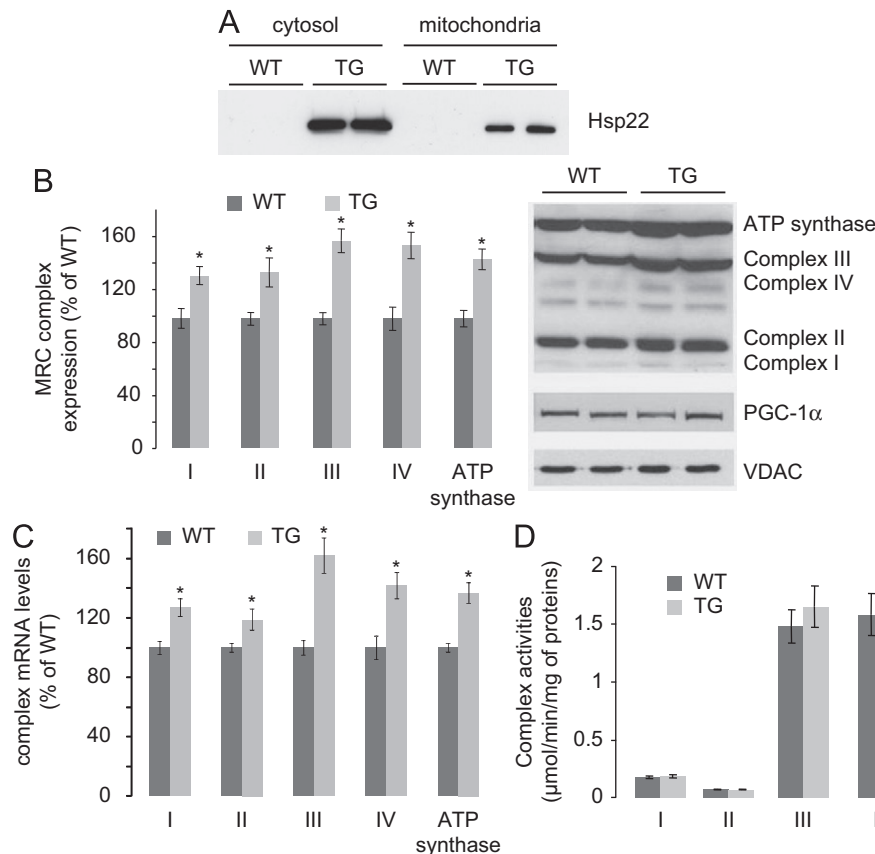 A
cytosol mitochondria
WT TG WT TG
Hsp22
B
WT TG
MRC complex
expression (% of WT)
160
120
80
40
0
* * * * *
I II III IV ATP
synthase
WT TG
ATP synthase
Complex III
Complex IV
Complex II
Complex I
PGC-1α
VDAC
C
WT TG
complex mRNA levels
(% of WT)
160
120
80
40
0
* * * * *
I II III IV ATP
synthase
D
Complex activities
(μmol/min/mg of proteins)
2
1.5
1
0.5
0
WT
TG
I II III